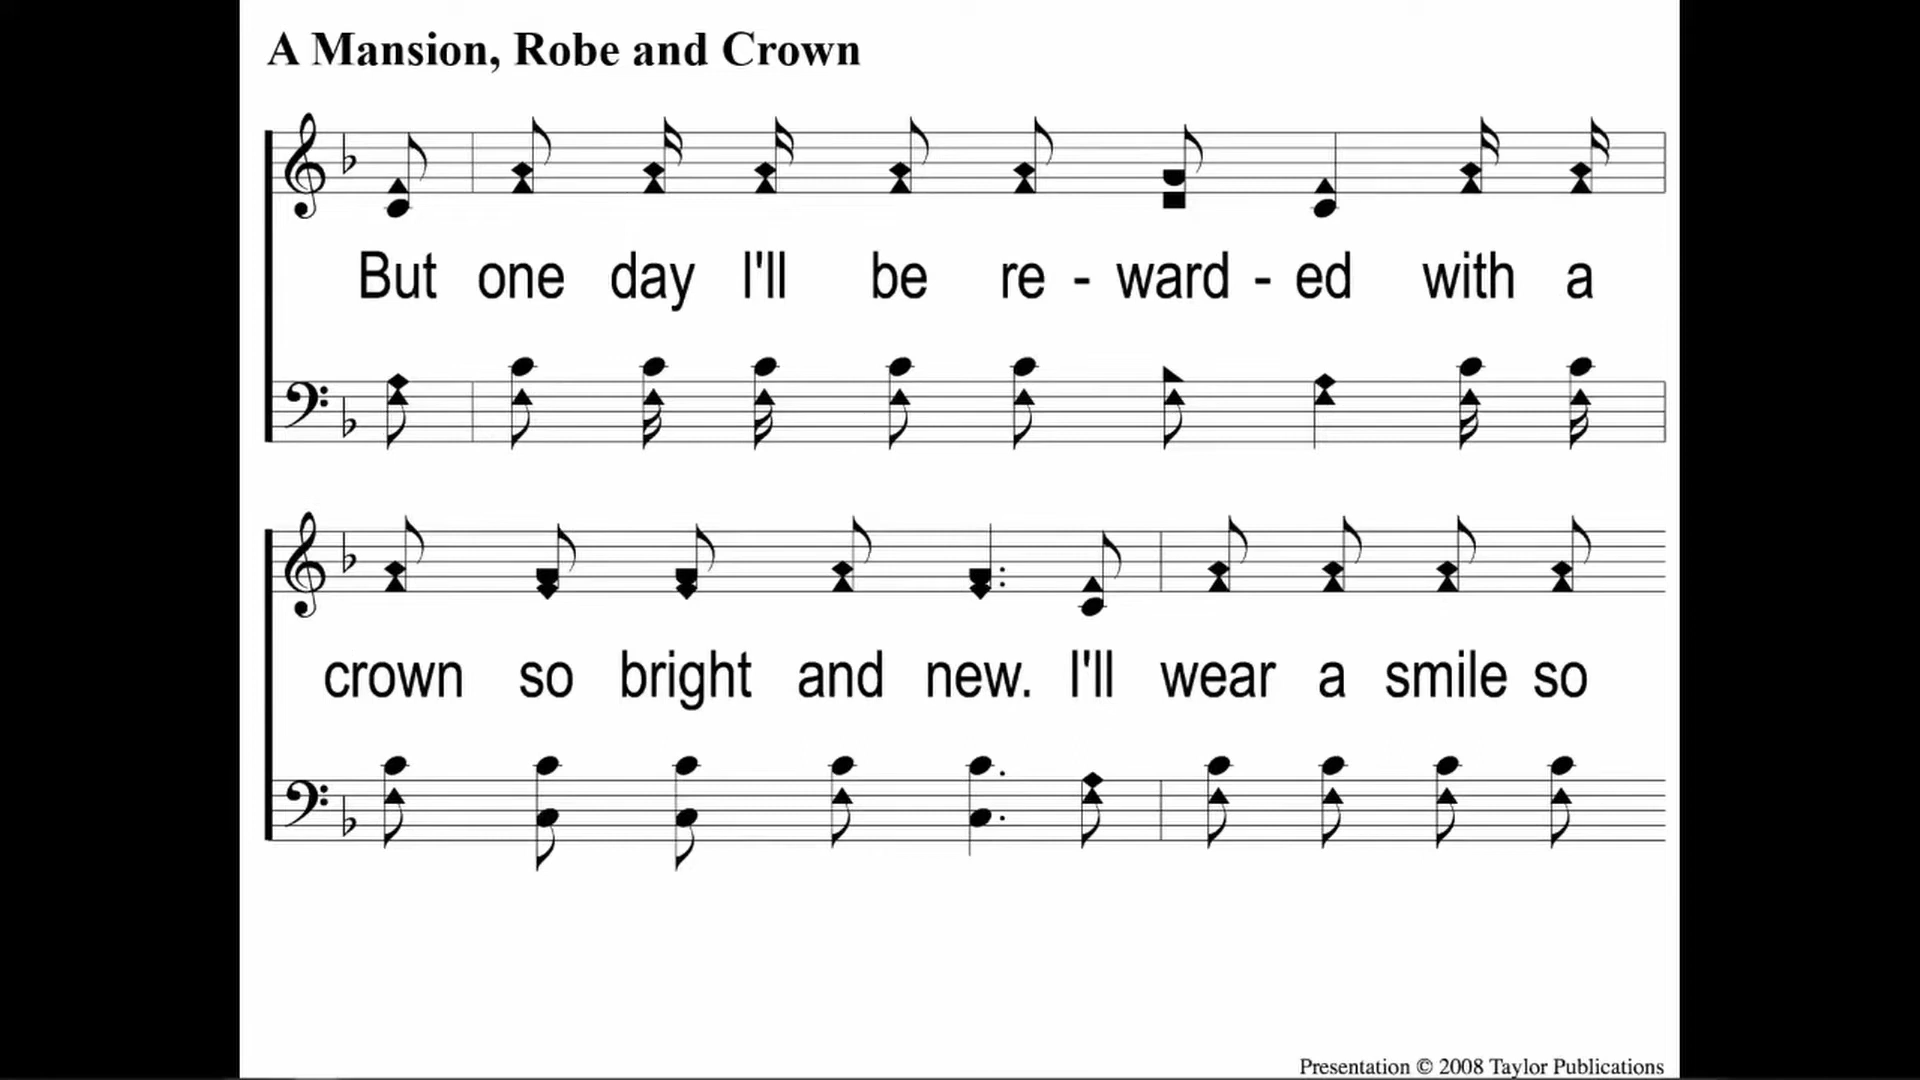 A Mansion, Robe and Crown
But one day I'll be re - ward - ed with a
crown so bright and new. I'll wear a smile so
Presentation © 2008 Taylor Publications